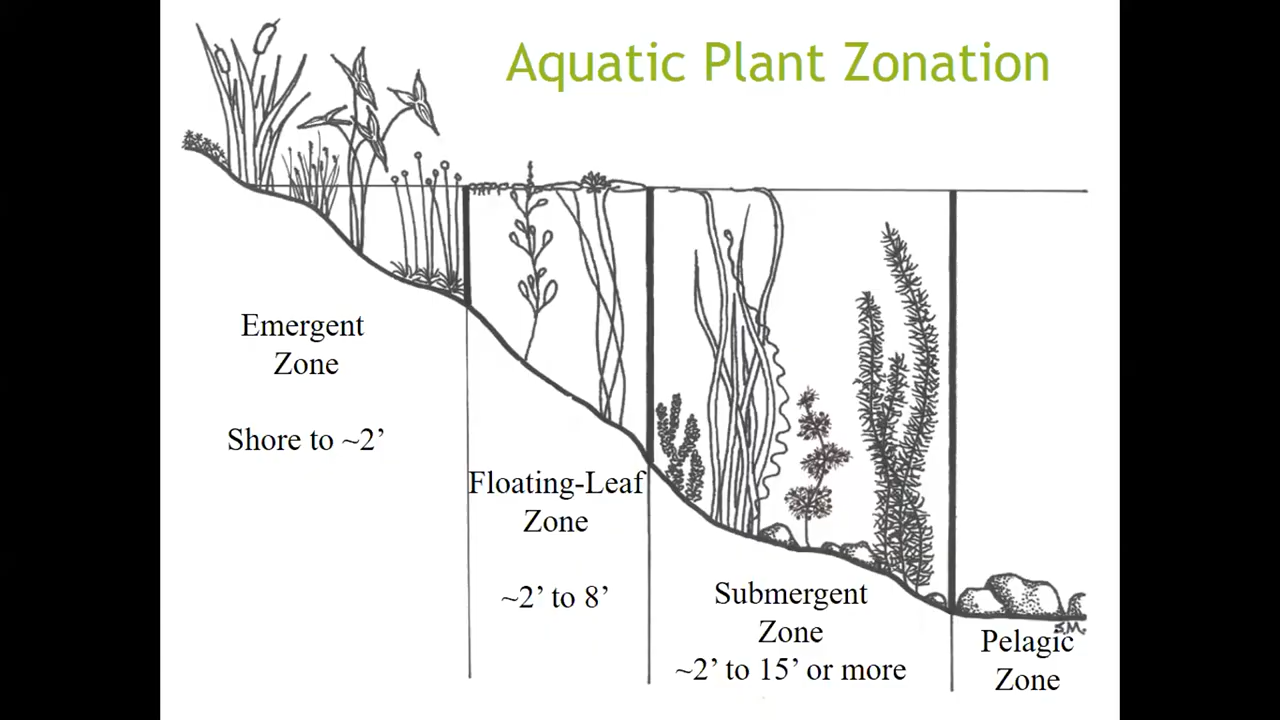 Aquatic Plant Zonation
Emergent
Zone
Shore to ~2’
Floating-Leaf
Zone
~2’ to 8’
Submergent
Zone
~2’ to 15’ or more
S.M.
Pelagic
Zone